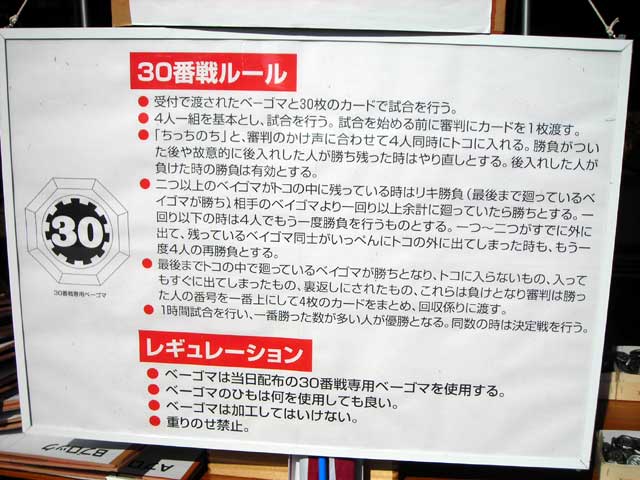 30番戦ルール
● 受付で渡されたベーゴマと30枚のカードで試合を行う。
● 4人一組を基本とし、試合を行う。試合を始める前に審判にカードを1枚渡す。
● 「ちっちのち」と、審判のかけ声に合わせて4人同時にトコに入れる。勝負がつい
た後や故意的に後入れした人が勝ち残った時はやり直しとする。後入れした人が
負けた時の勝負は有効とする。
● 二つ以上のベイゴマがトコの中に残っている時はリキ勝負（最後まで廻っているベ
イゴマが勝ち）相手のベイゴマより一回り以上余計に廻っていたら勝ちとする。一
回り以下の時は4人でもう一度勝負を行うものとする。一つ～二つがすでに外に
出て、残っているベイゴマ同士がいっぺんにトコの外に出てしまった時も、もう一
度4人の再勝負とする。
● 最後までトコの中で廻っているベイゴマが勝ちとなり、トコに入らないもの、入って
もすぐに出てしまったもの、裏返しにされたもの、これらは負けとなり審判は勝っ
た人の番号を一番上にして4枚のカードをまとめ、回収係りに渡す。
● 1時間試合を行い、一番勝った数が多い人が優勝となる。同数の時は決定戦を行う。
30
30番戦専用ベーゴマ
レギュレーション
● ベーゴマは当日配布の30番戦専用ベーゴマを使用する。
● ベーゴマのひもは何を使用しても良い。
● ベーゴマは加工してはいけない。
● 重りのせ禁止。
Bブロック
Aブロ